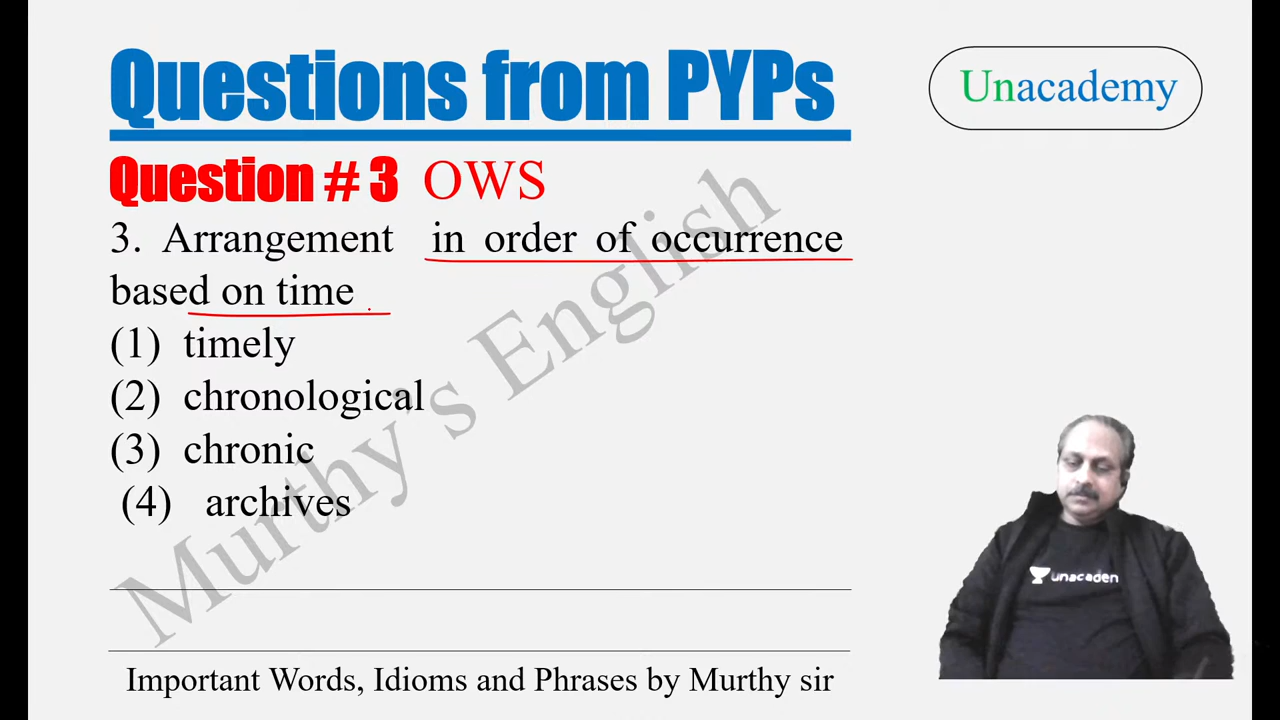 Questions from PYPs
Unacademy
Question # 3 OWS
3. Arrangement in order of occurrence
based on time
(1) timely
(2) chronological
(3) chronic
(4) archives
Murthy's English
unacaden
Important Words, Idioms and Phrases by Murthy sir